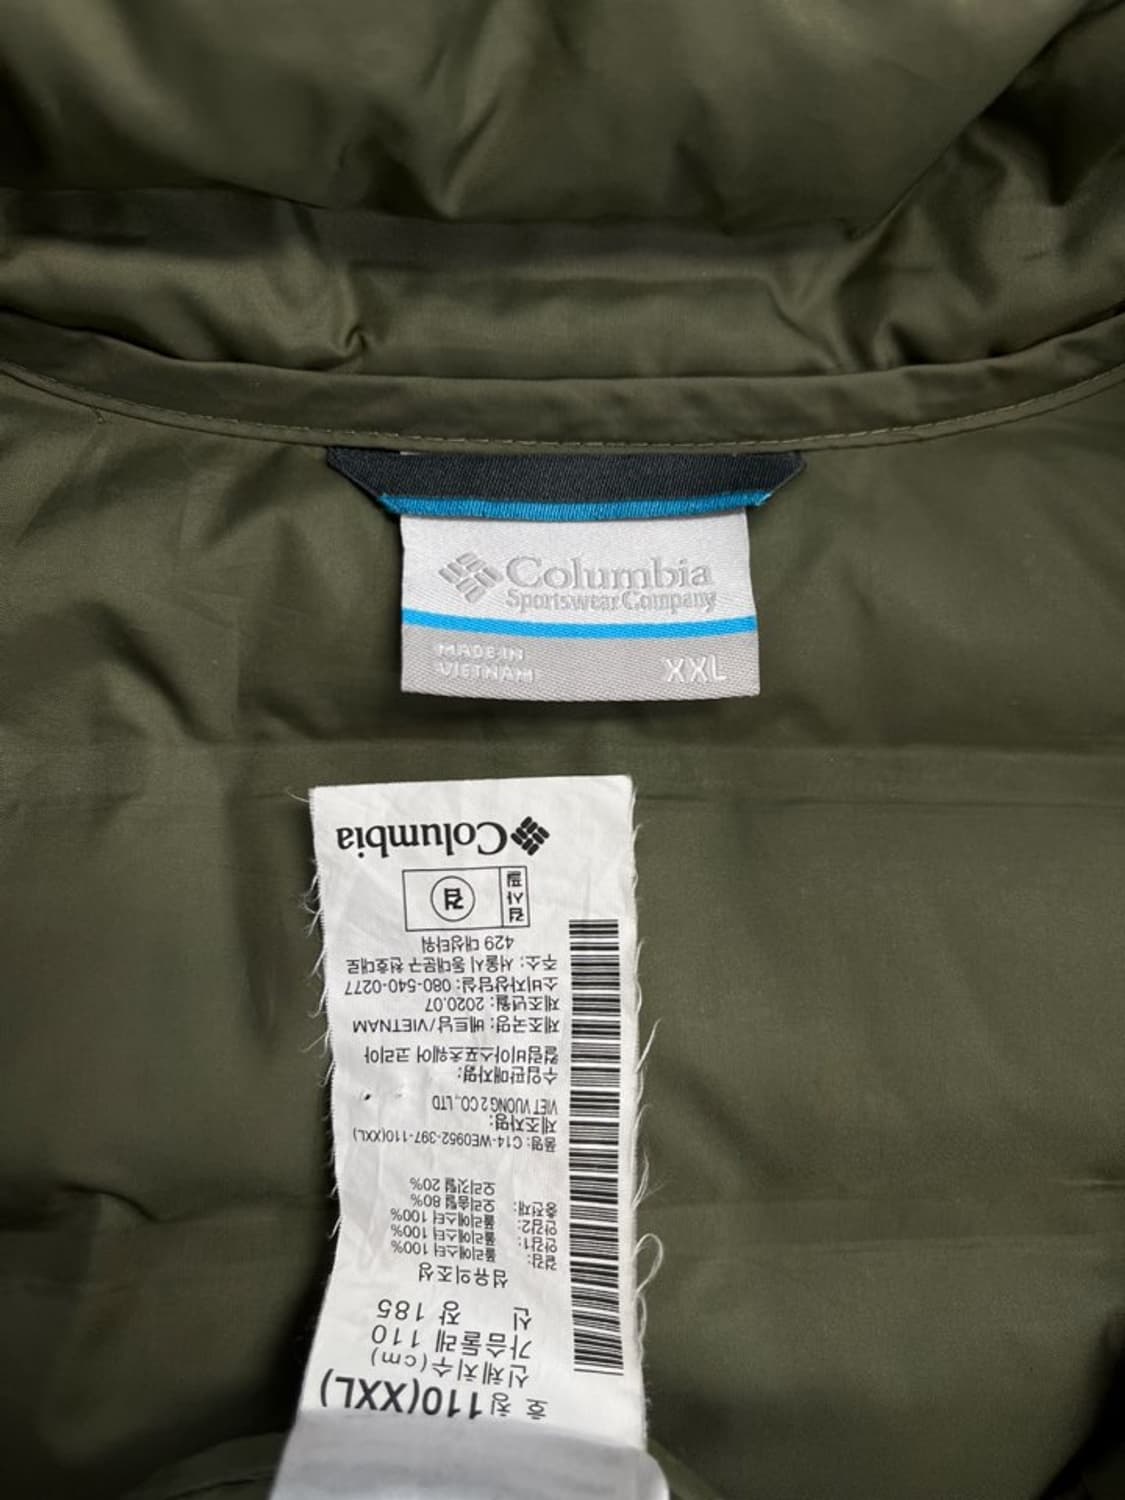 Columbia
Sportswear Company
MADE IN
VIETNAM
XXL
호 칭 110(XXL)
신체치수(cm)
가슴둘레 110
신 장 185
섬유의조성
겉감: 폴리에스터 100%
안감1: 폴리에스터 100%
안감2: 폴리에스터 100%
충전재: 오리솜털 80%
오리깃털 20%
품명: C14-WE0952-397-110(XXL)
제조자명:
VIET VUONG 2 CO.,LTD
수입판매자명:
컬럼비아스포츠웨어 코리아
제조국명: 베트남/VIETNAM
제조년월: 2020.07
소비자상담실: 080-540-0277
주소: 서울시 동대문구 천호대로
429 대성타워
검사필
검
Columbia